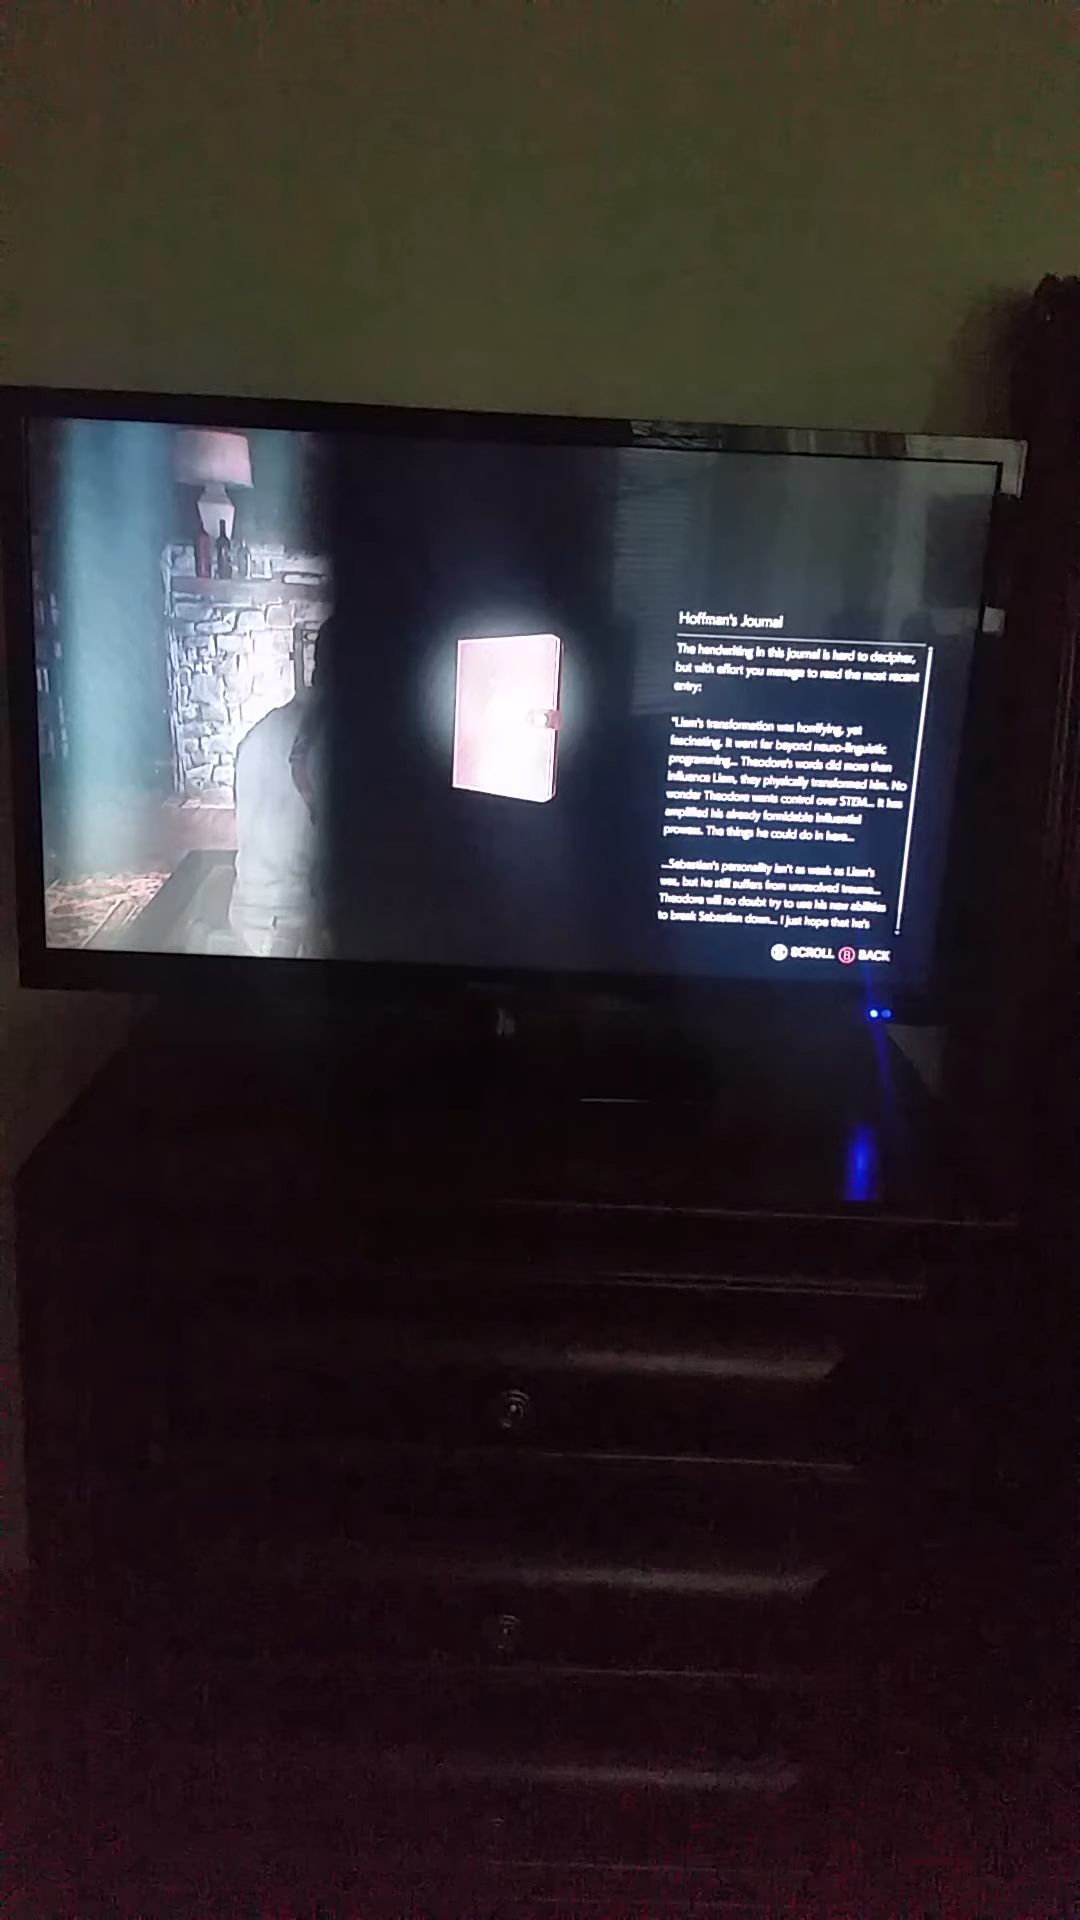 Hoffman's Journal
The handwriting in this journal is hard to decipher,
but with effort you manage to read the most recent
entry:
"Liam's transformation was horrifying, yet
fascinating. It went far beyond neuro-linguistic
programming... Theodore's words did more than
influence Liam, they physically transformed him. No
wonder Theodore wants control over STEM... It has
amplified his already formidable influential
prowess. The things he could do in here...
...Sebastian's personality isn't as weak as Liam's
was, but he still suffers from unresolved trauma...
Theodore will no doubt try to use his new abilities
to break Sebastian down... I just hope that he's
SCROLL B BACK